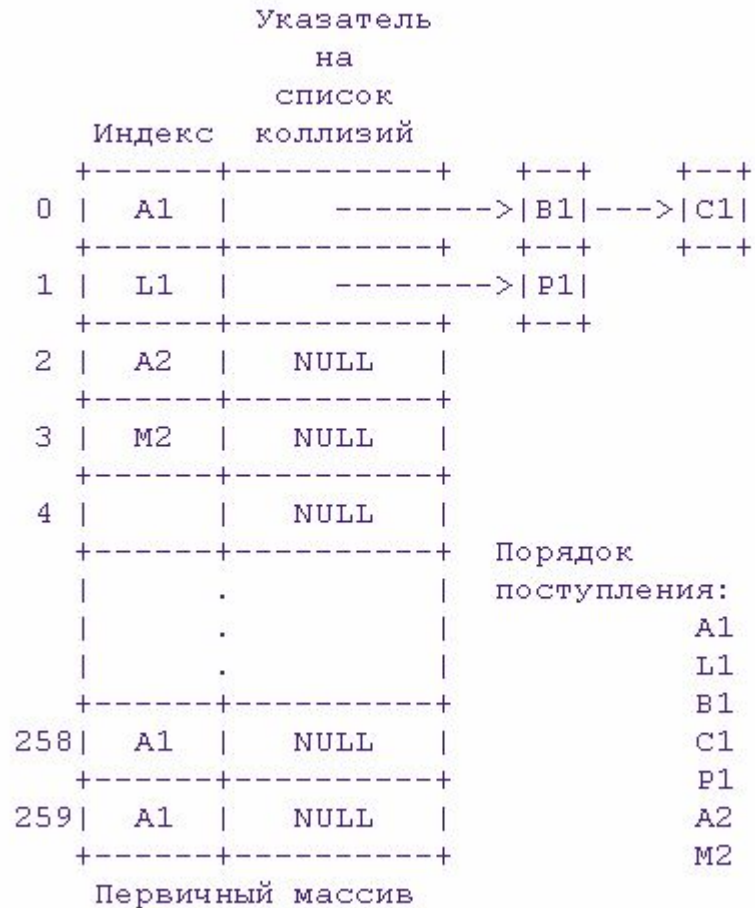 Указатель
на
список
Индекс коллизий
+------+----------+ +--+ +--+
0 | A1 | -------->|B1|--->|C1|
+------+----------+ +--+ +--+
1 | L1 | -------->|P1|
+------+----------+ +--+
2 | A2 | NULL |
+------+----------+
3 | M2 | NULL |
+------+----------+
4 | | NULL |
+------+----------+ Порядок
| . | поступления:
| . | A1
| . | L1
+------+----------+ B1
258| A1 | NULL | C1
+------+----------+ P1
259| A1 | NULL | A2
+------+----------+ M2
Первичный массив